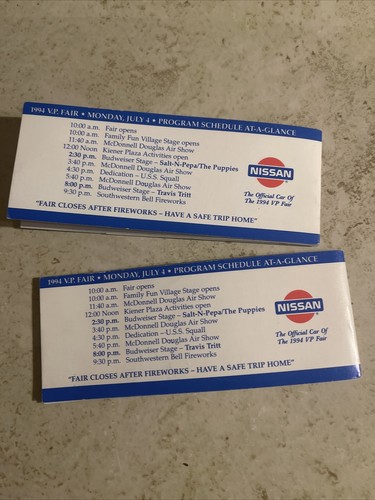 1994 V.P. FAIR • MONDAY, JULY 4 • PROGRAM SCHEDULE AT-A-GLANCE
10:00 a.m. Fair opens
10:00 a.m. Family Fun Village Stage opens
11:40 a.m. McDonnell Douglas Air Show
12:00 Noon Kiener Plaza Activities open
2:30 p.m. Budweiser Stage – Salt-N-Pepa/The Puppies
3:40 p.m. McDonnell Douglas Air Show
4:30 p.m. Dedication – U.S.S. Squall
5:40 p.m. McDonnell Douglas Air Show
8:00 p.m. Budweiser Stage – Travis Tritt
9:30 p.m. Southwestern Bell Fireworks
NISSAN
The Official Car Of
The 1994 VP Fair
"FAIR CLOSES AFTER FIREWORKS – HAVE A SAFE TRIP HOME"
1994 V.P. FAIR • MONDAY, JULY 4 • PROGRAM SCHEDULE AT-A-GLANCE
10:00 a.m. Fair opens
10:00 a.m. Family Fun Village Stage opens
11:40 a.m. McDonnell Douglas Air Show
12:00 Noon Kiener Plaza Activities open
2:30 p.m. Budweiser Stage – Salt-N-Pepa/The Puppies
3:40 p.m. McDonnell Douglas Air Show
4:30 p.m. Dedication – U.S.S. Squall
5:40 p.m. McDonnell Douglas Air Show
8:00 p.m. Budweiser Stage – Travis Tritt
9:30 p.m. Southwestern Bell Fireworks
NISSAN
The Official Car Of
The 1994 VP Fair
"FAIR CLOSES AFTER FIREWORKS – HAVE A SAFE TRIP HOME"